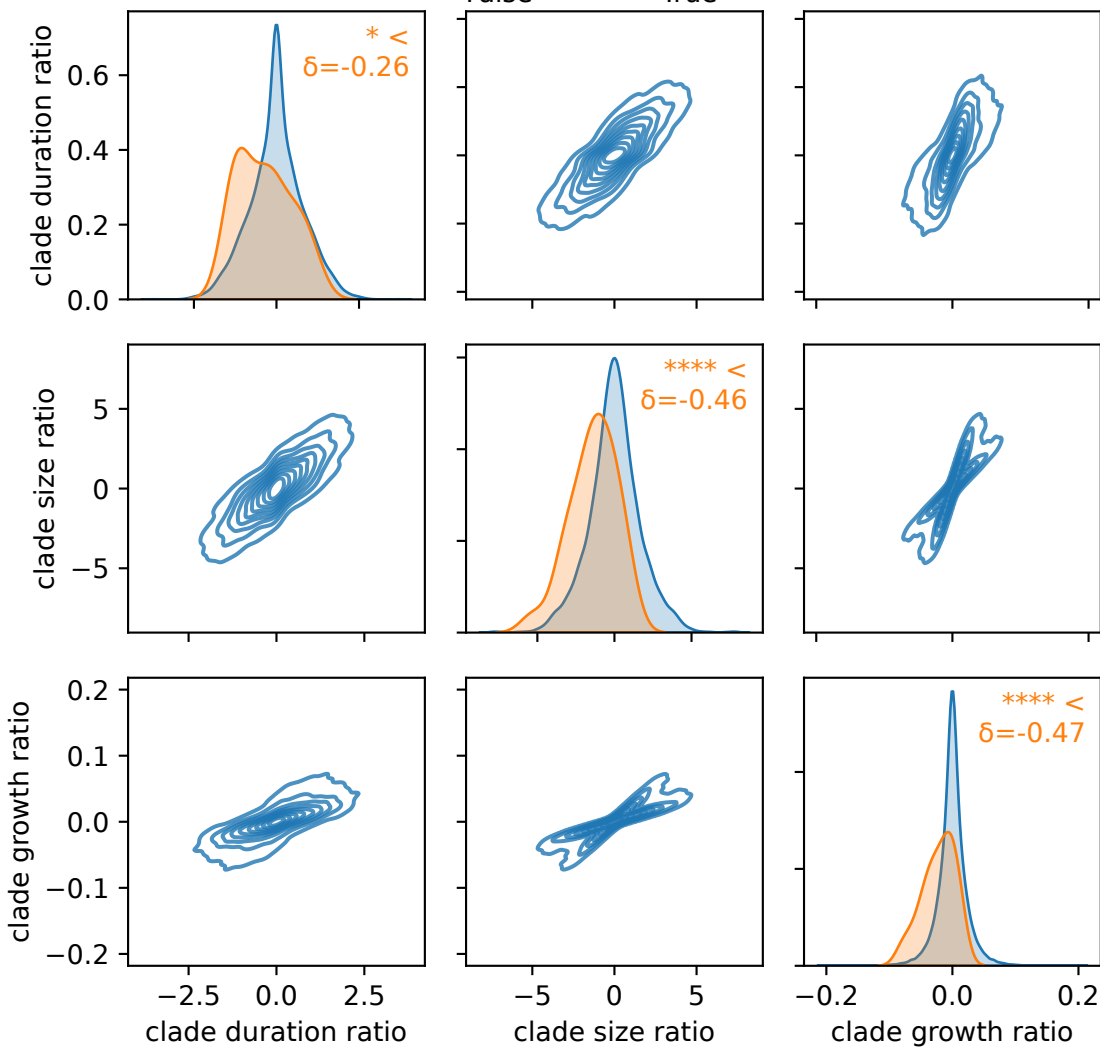 False True
clade duration ratio
0.6
0.4
0.2
0.0
* <
δ=-0.26
clade size ratio
5
0
−5
**** <
δ=-0.46
clade growth ratio
0.2
0.1
0.0
−0.1
−0.2
**** <
δ=-0.47
−2.5 0.0 2.5 −5 0 5 −0.2 0.0 0.2
clade duration ratio clade size ratio clade growth ratio